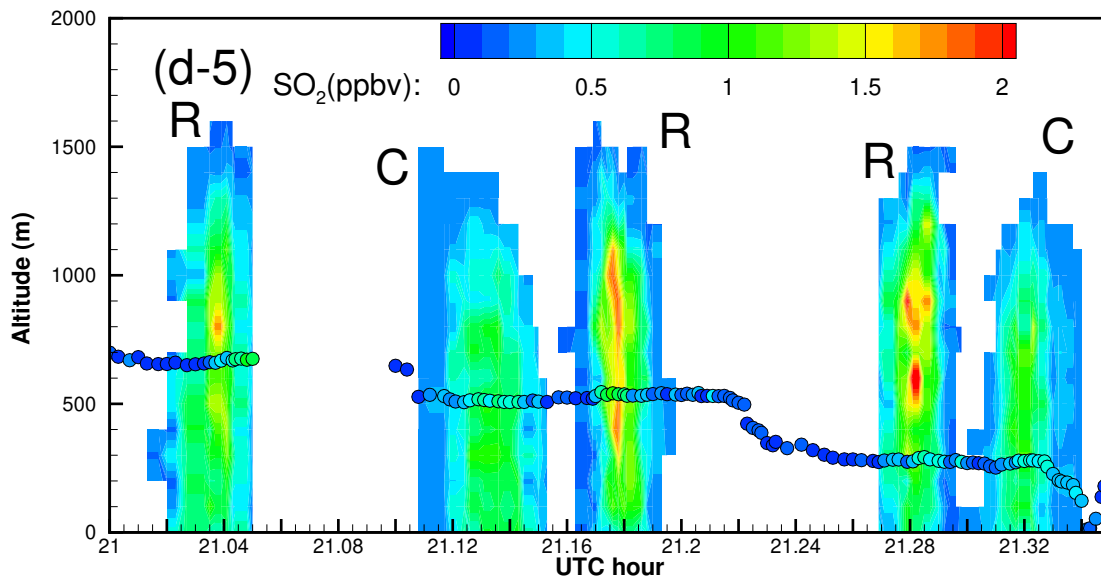 2000
(d-5)
SO₂(ppbv): 0 0.5 1 1.5 2
R
R
C
1500
C
R
1000
Altitude (m)
500
0
21 21.04 21.08 21.12 21.16 21.2 21.24 21.28 21.32
UTC hour